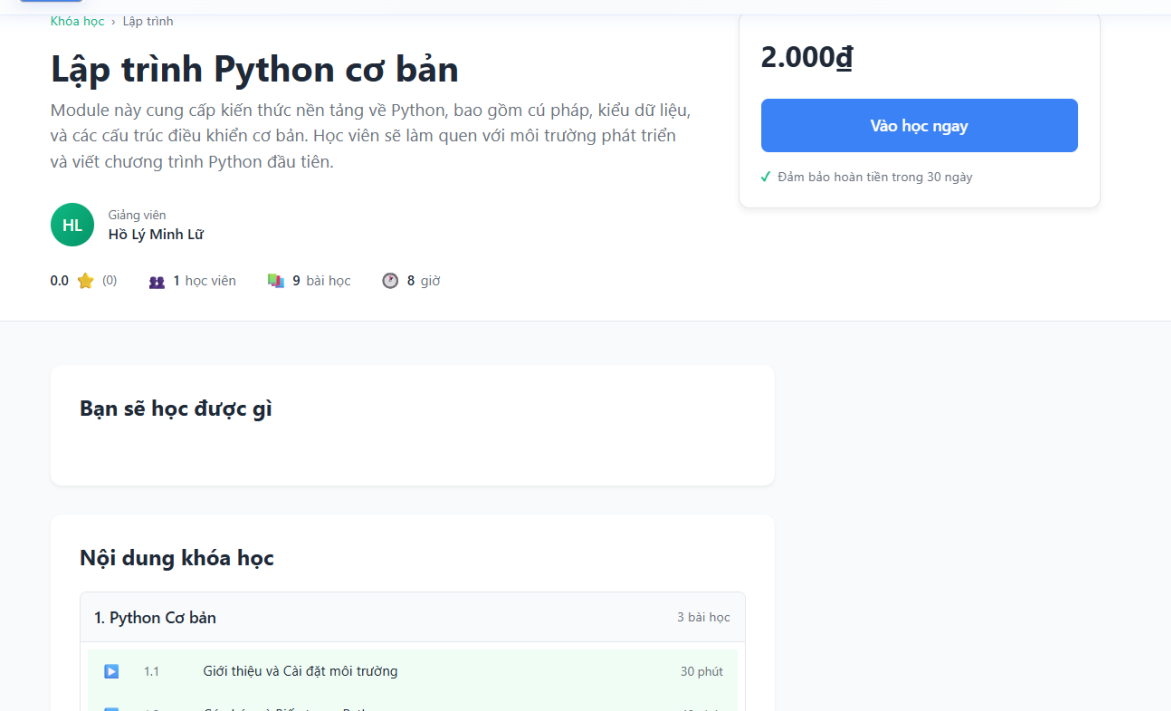 Khóa học › Lập trình
Lập trình Python cơ bản
Module này cung cấp kiến thức nền tảng về Python, bao gồm cú pháp, kiểu dữ liệu,
và các cấu trúc điều khiển cơ bản. Học viên sẽ làm quen với môi trường phát triển
và viết chương trình Python đầu tiên.
HL
Giảng viên
Hồ Lý Minh Lữ
0.0 (0) 1 học viên 9 bài học 8 giờ
2.000₫
Vào học ngay
✓ Đảm bảo hoàn tiền trong 30 ngày
Bạn sẽ học được gì
Nội dung khóa học
1. Python Cơ bản 3 bài học
1.1 Giới thiệu và Cài đặt môi trường 30 phút